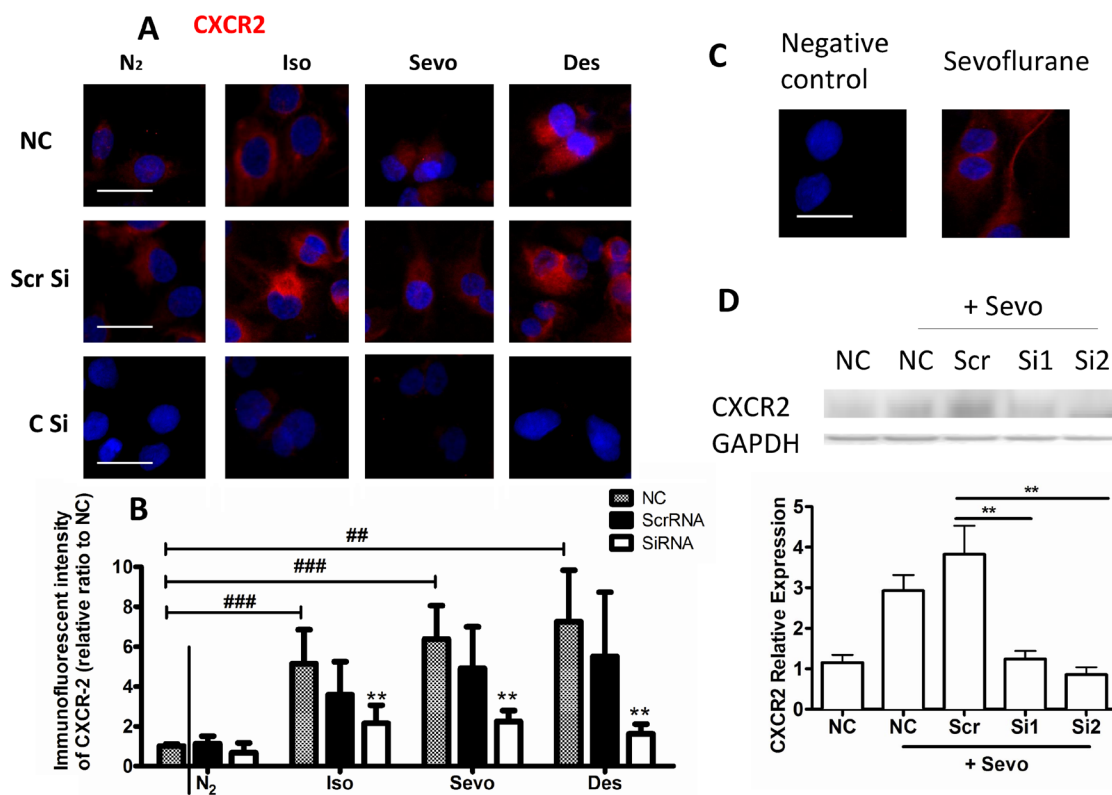 A CXCR2
N2 Iso Sevo Des
NC
Scr Si
C Si
B
NC
ScrRNA
SiRNA
Immunofluorescent intensity
of CXCR-2 (relative ratio to NC)
10
8
6
4
2
0
##
###
###
** ** **
N2 Iso Sevo Des
C
Negative
control
Sevoflurane
D
+ Sevo
NC NC Scr Si1 Si2
CXCR2
GAPDH
CXCR2 Relative Expression
5
4
3
2
1
0
**
**
NC NC Scr Si1 Si2
+ Sevo